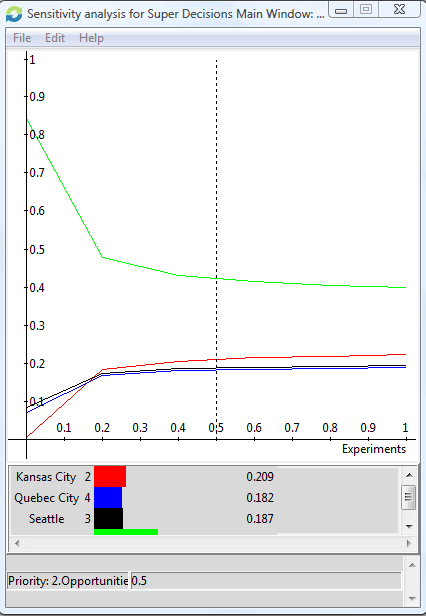 Sensitivity analysis for Super Decisions Main Window: ...
File Edit Help
1
0.9
0.8
0.7
0.6
0.5
0.4
0.3
0.2
0.1
0.1 0.2 0.3 0.4 0.5 0.6 0.7 0.8 0.9 1
Experiments
Kansas City 2 0.209
Quebec City 4 0.182
Seattle 3 0.187
Priority: 2.Opportunitie 0.5